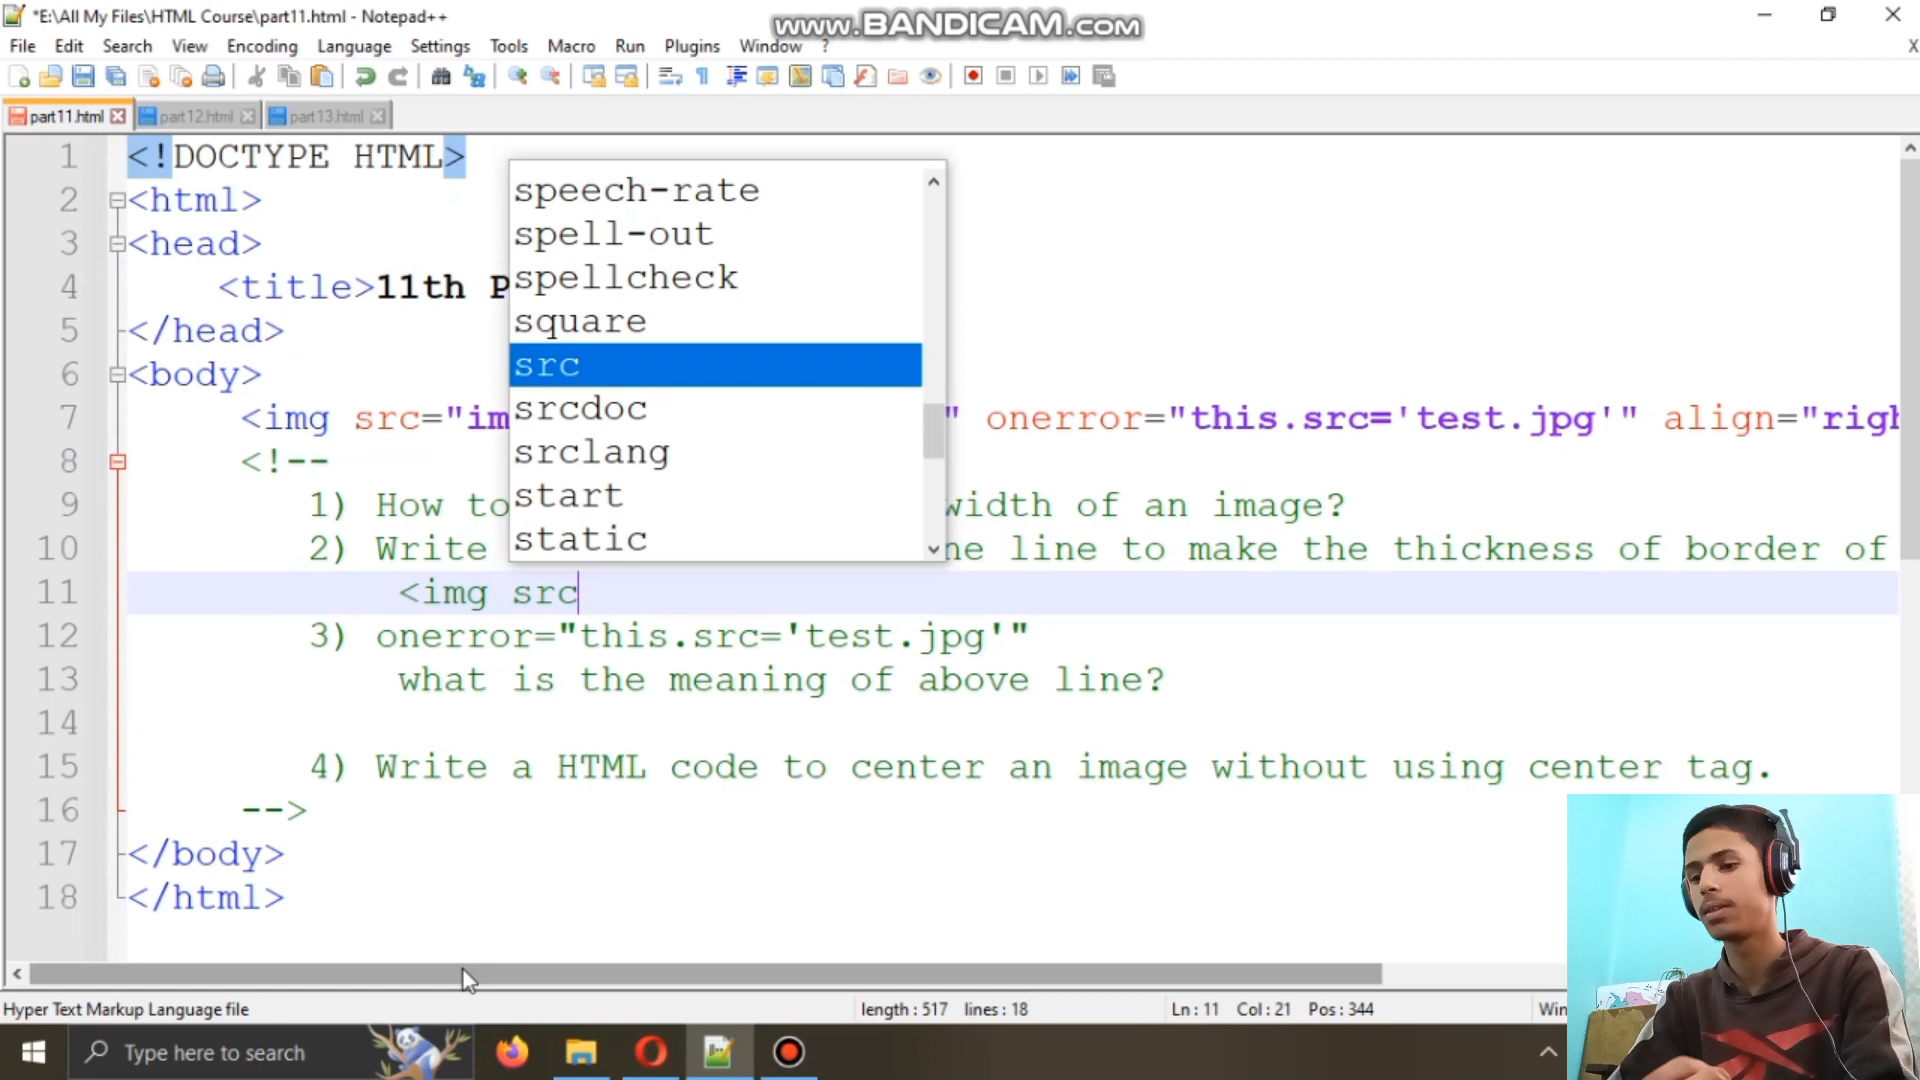 *E:\All My Files\HTML Course\part11.html - Notepad++
www.BANDICAM.com
File Edit Search View Encoding Language Settings Tools Macro Run Plugins Window ?
X
part11.html part12.html part13.html
1 <!DOCTYPE HTML>
2 <html>
3 <head>
4 <title>11th P
5 </head>
6 <body>
7 <img src="im " onerror="this.src='test.jpg'" align="righ
8 <!--
9 1) How to width of an image?
10 2) Write ne line to make the thickness of border of
11 <img src
12 3) onerror="this.src='test.jpg'"
13 what is the meaning of above line?
14
15 4) Write a HTML code to center an image without using center tag.
16 -->
17 </body>
18 </html>
speech-rate
spell-out
spellcheck
square
src
srcdoc
srclang
start
static
Hyper Text Markup Language file length : 517 lines : 18 Ln : 11 Col : 21 Pos : 344 Win
Type here to search